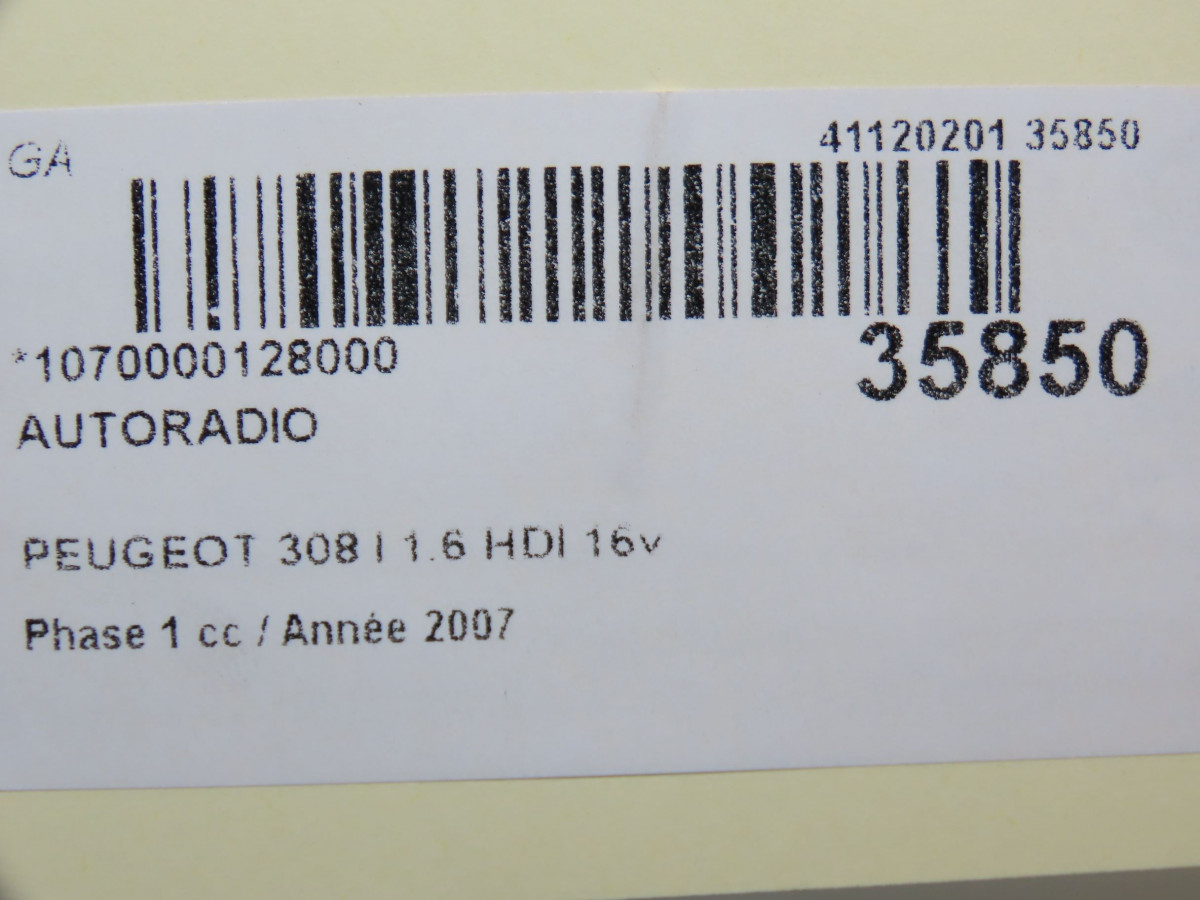 GA
41120201 35850
*1070000128000
35850
AUTORADIO
PEUGEOT 308 I 1.6 HDI 16v
Phase 1 cc / Année 2007